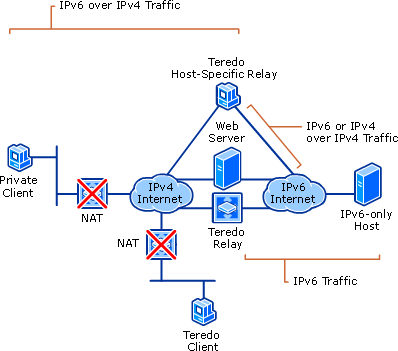 IPv6 over IPv4 Traffic
Teredo
Host-Specific Relay
IPv6 or IPv4
over IPv4 Traffic
Web
Server
Private
Client
NAT
IPv4
Internet
IPv6
Internet
IPv6-only
Host
NAT
Teredo
Relay
IPv6 Traffic
Teredo
Client